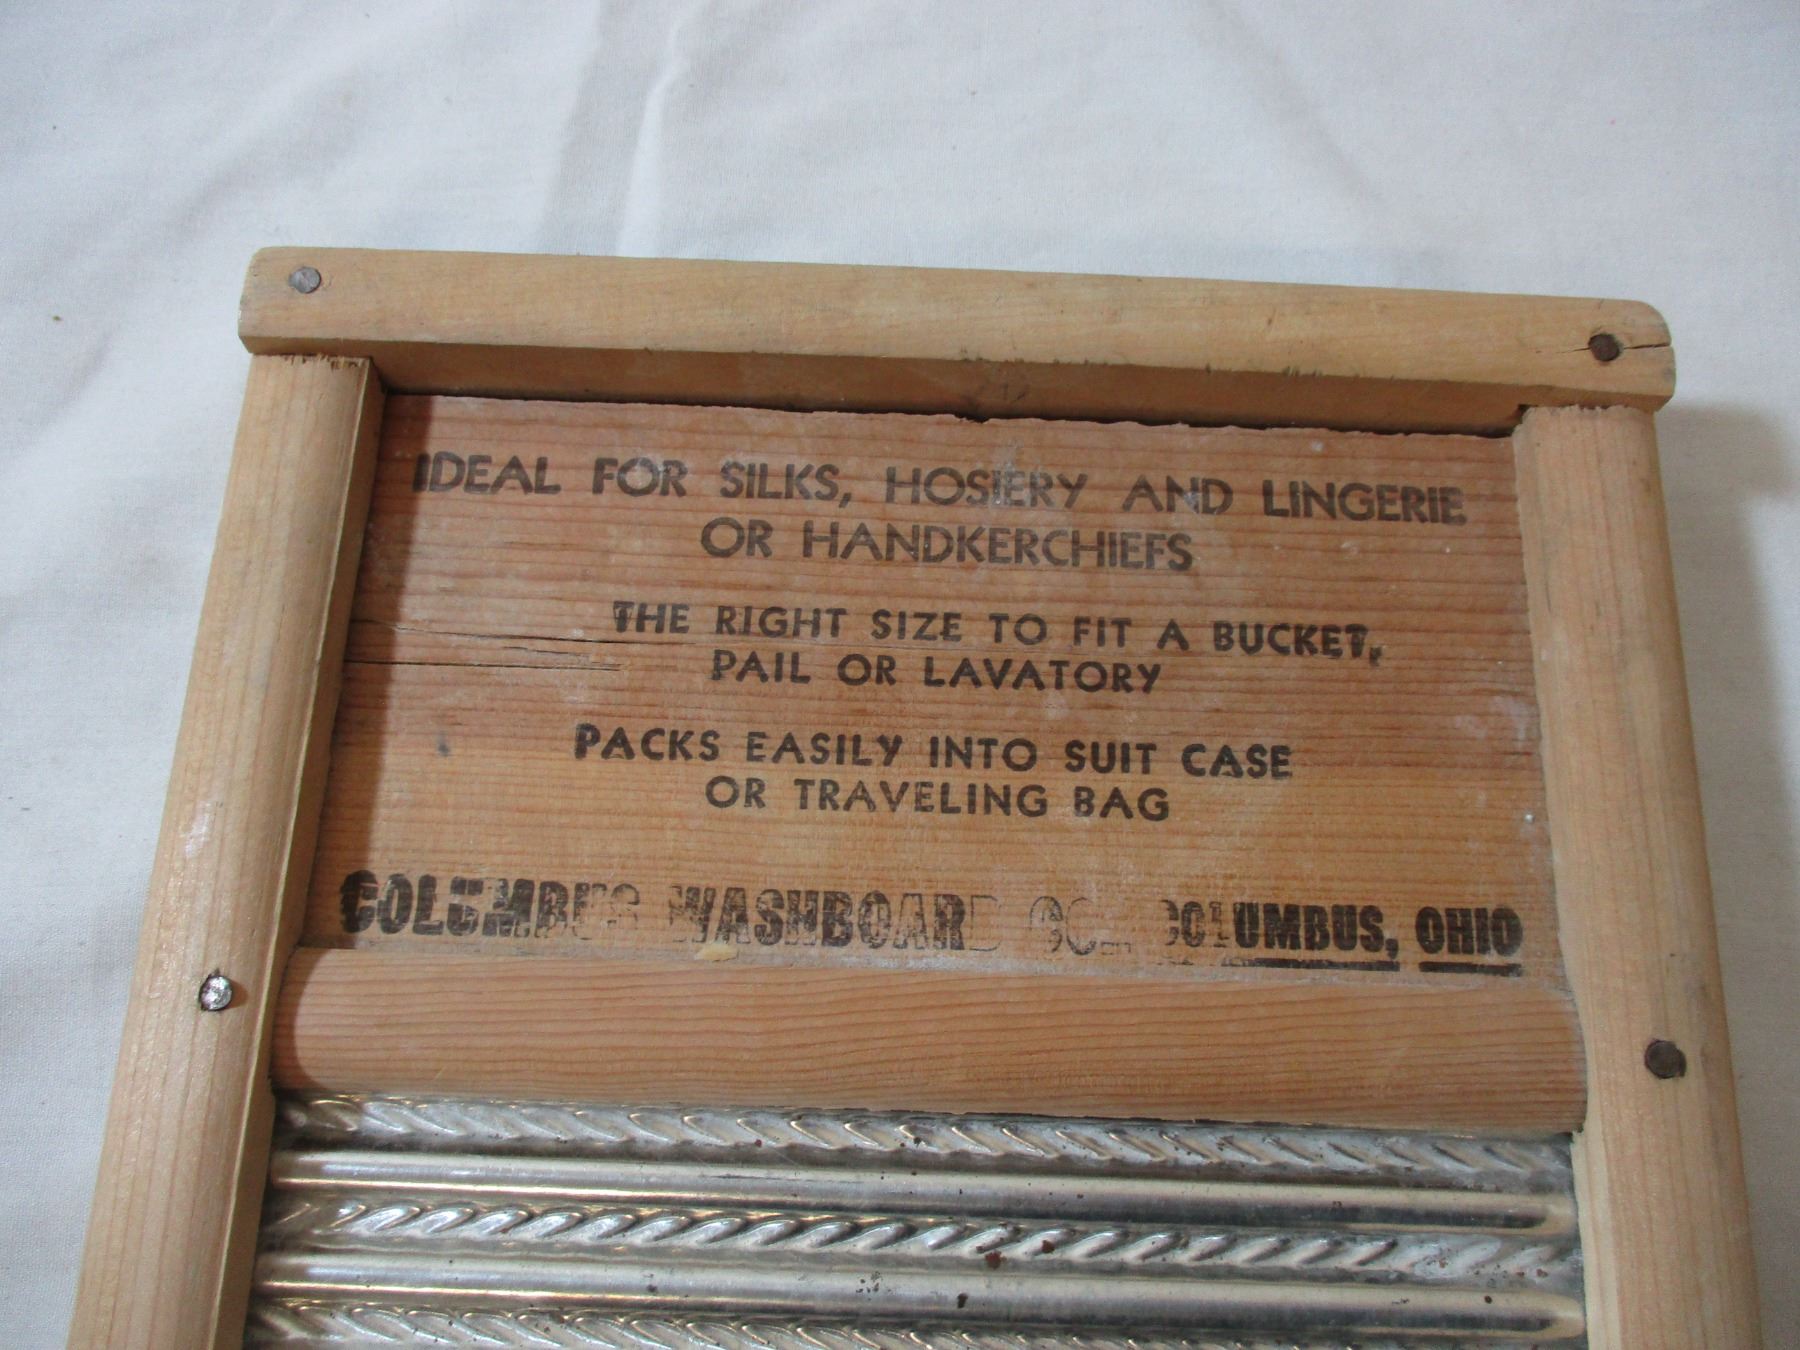 IDEAL FOR SILKS, HOSIERY AND LINGERIE
OR HANDKERCHIEFS
THE RIGHT SIZE TO FIT A BUCKET,
PAIL OR LAVATORY
PACKS EASILY INTO SUIT CASE
OR TRAVELING BAG
COLUMBUS WASHBOARD CO. COLUMBUS, OHIO